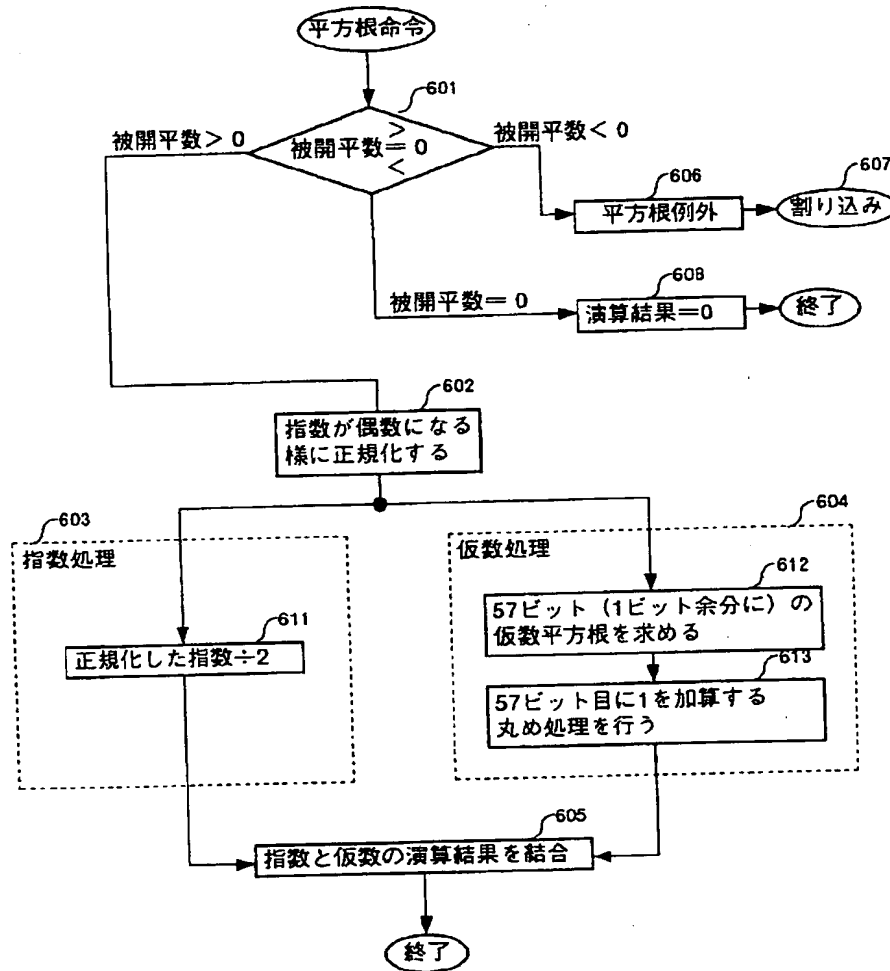 平方根命令
601
被開平数>0
>
被開平数=0
<
被開平数<0
606
平方根例外
607
割り込み
被開平数=0
608
演算結果=0
終了
602
指数が偶数になる
様に正規化する
603
指数処理
611
正規化した指数÷2
604
仮数処理
612
57ビット(1ビット余分に)の
仮数平方根を求める
613
57ビット目に1を加算する
丸め処理を行う
605
指数と仮数の演算結果を結合
終了